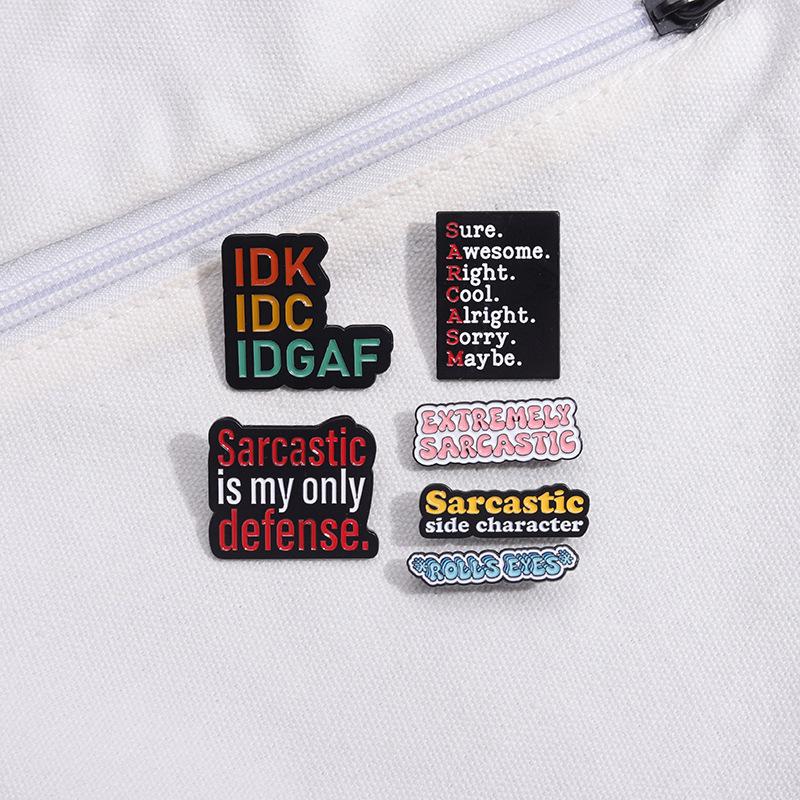 IDK
IDC
IDGAF
Sure.
Awesome.
Right.
Cool.
Alright.
Sorry.
Maybe.
Sarcastic
is my only
defense.
EXTREMELY
SARCASTIC
Sarcastic
side character
*ROLLS EYES*